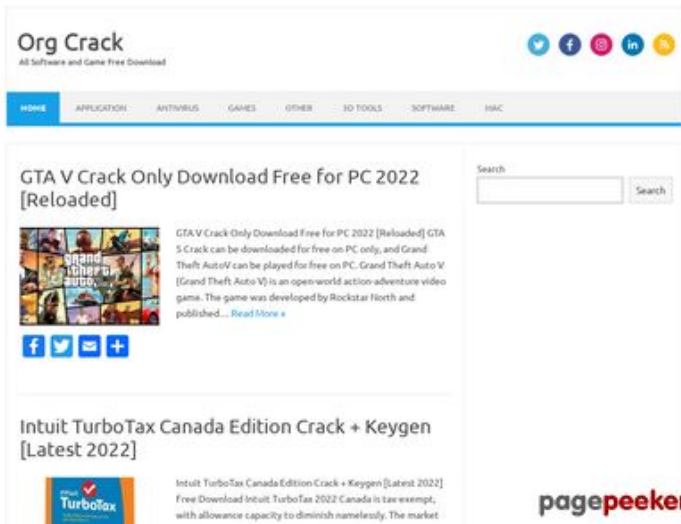 Org Crack
All Software and Game Free Download
HOME APPLICATION ANTIVIRUS GAMES OTHER 3D TOOLS SOFTWARE MAC
GTA V Crack Only Download Free for PC 2022
[Reloaded]
GTA V Crack Only Download Free for PC 2022 [Reloaded] GTA
5 Crack can be downloaded for free on PC only, and Grand
Theft AutoV can be played for free on PC. Grand Theft Auto V
(Grand Theft Auto V) is an open-world action-adventure video
game. The game was developed by Rockstar North and
published… Read More »
grand
theft
auto
Search
Search
Intuit TurboTax Canada Edition Crack + Keygen
[Latest 2022]
Intuit TurboTax Canada Edition Crack + Keygen [Latest 2022]
Free Download Intuit TurboTax 2022 Canada is tax exempt,
with allowance capacity to diminish namelessly. The market
intuit
TurboTax
pagepeeker